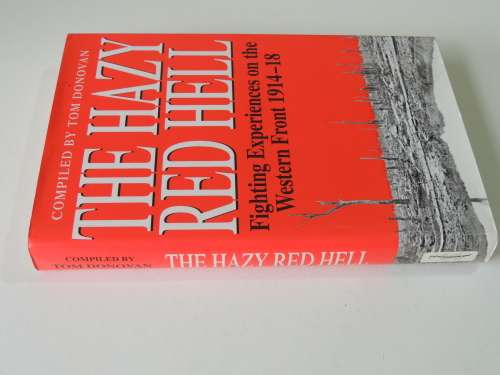 COMPILED BY TOM DONOVAN
THE HAZY
RED HELL
Fighting Experiences on the
Western Front 1914–18
COMPILED BY
TOM DONOVAN
THE HAZY RED HELL